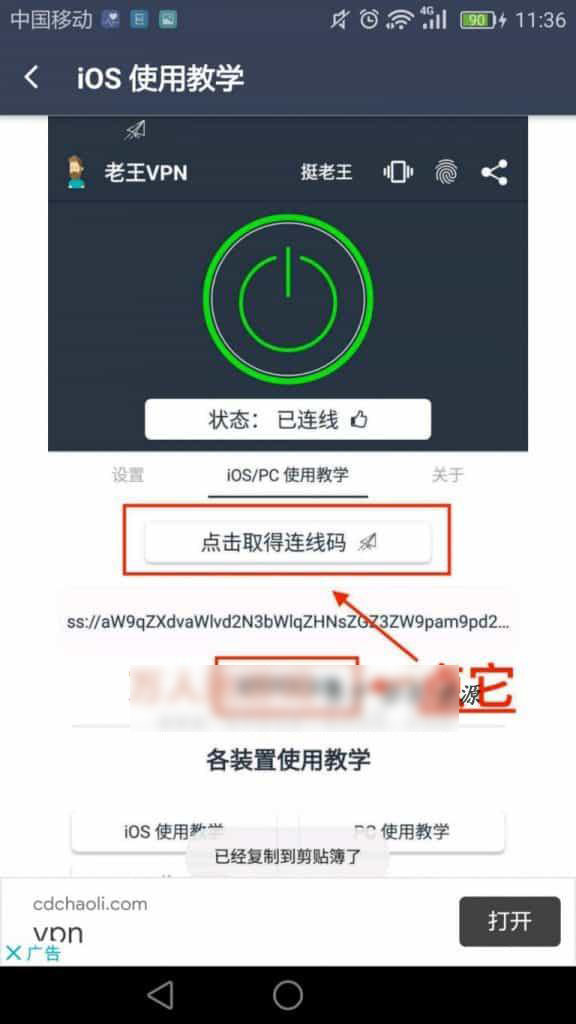 中国移动 4G 90 11:36
iOS 使用教学
老王VPN 挺老王
状态： 已连线
设置 iOS/PC 使用教学 关于
点击取得连线码
ss://aW9qZXdvaWlvd2N3bWlqZHNsZGZ3ZW9pam9pd2...
它
源
各装置使用教学
iOS 使用教学 PC 使用教学
已经复制到剪贴簿了
cdchaoli.com
vpn
打开
广告